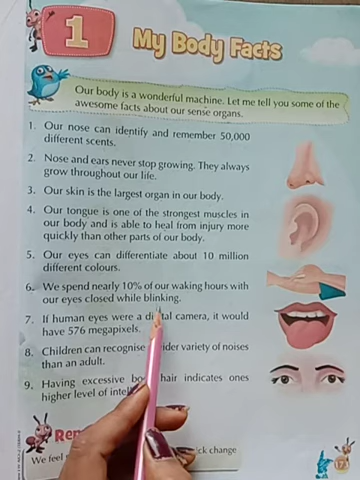 1
My Body Facts
Our body is a wonderful machine. Let me tell you some of the
awesome facts about our sense organs.
1. Our nose can identify and remember 50,000
different scents.
2. Nose and ears never stop growing. They always
grow throughout our life.
3. Our skin is the largest organ in our body.
4. Our tongue is one of the strongest muscles in
our body and is able to heal from injury more
quickly than other parts of our body.
5. Our eyes can differentiate about 10 million
different colours.
6. We spend nearly 10% of our waking hours with
our eyes closed while blinking.
7. If human eyes were a digital camera, it would
have 576 megapixels.
8. Children can recognise wider variety of noises
than an adult.
9. Having excessive body hair indicates ones
higher level of
We feel
ick change